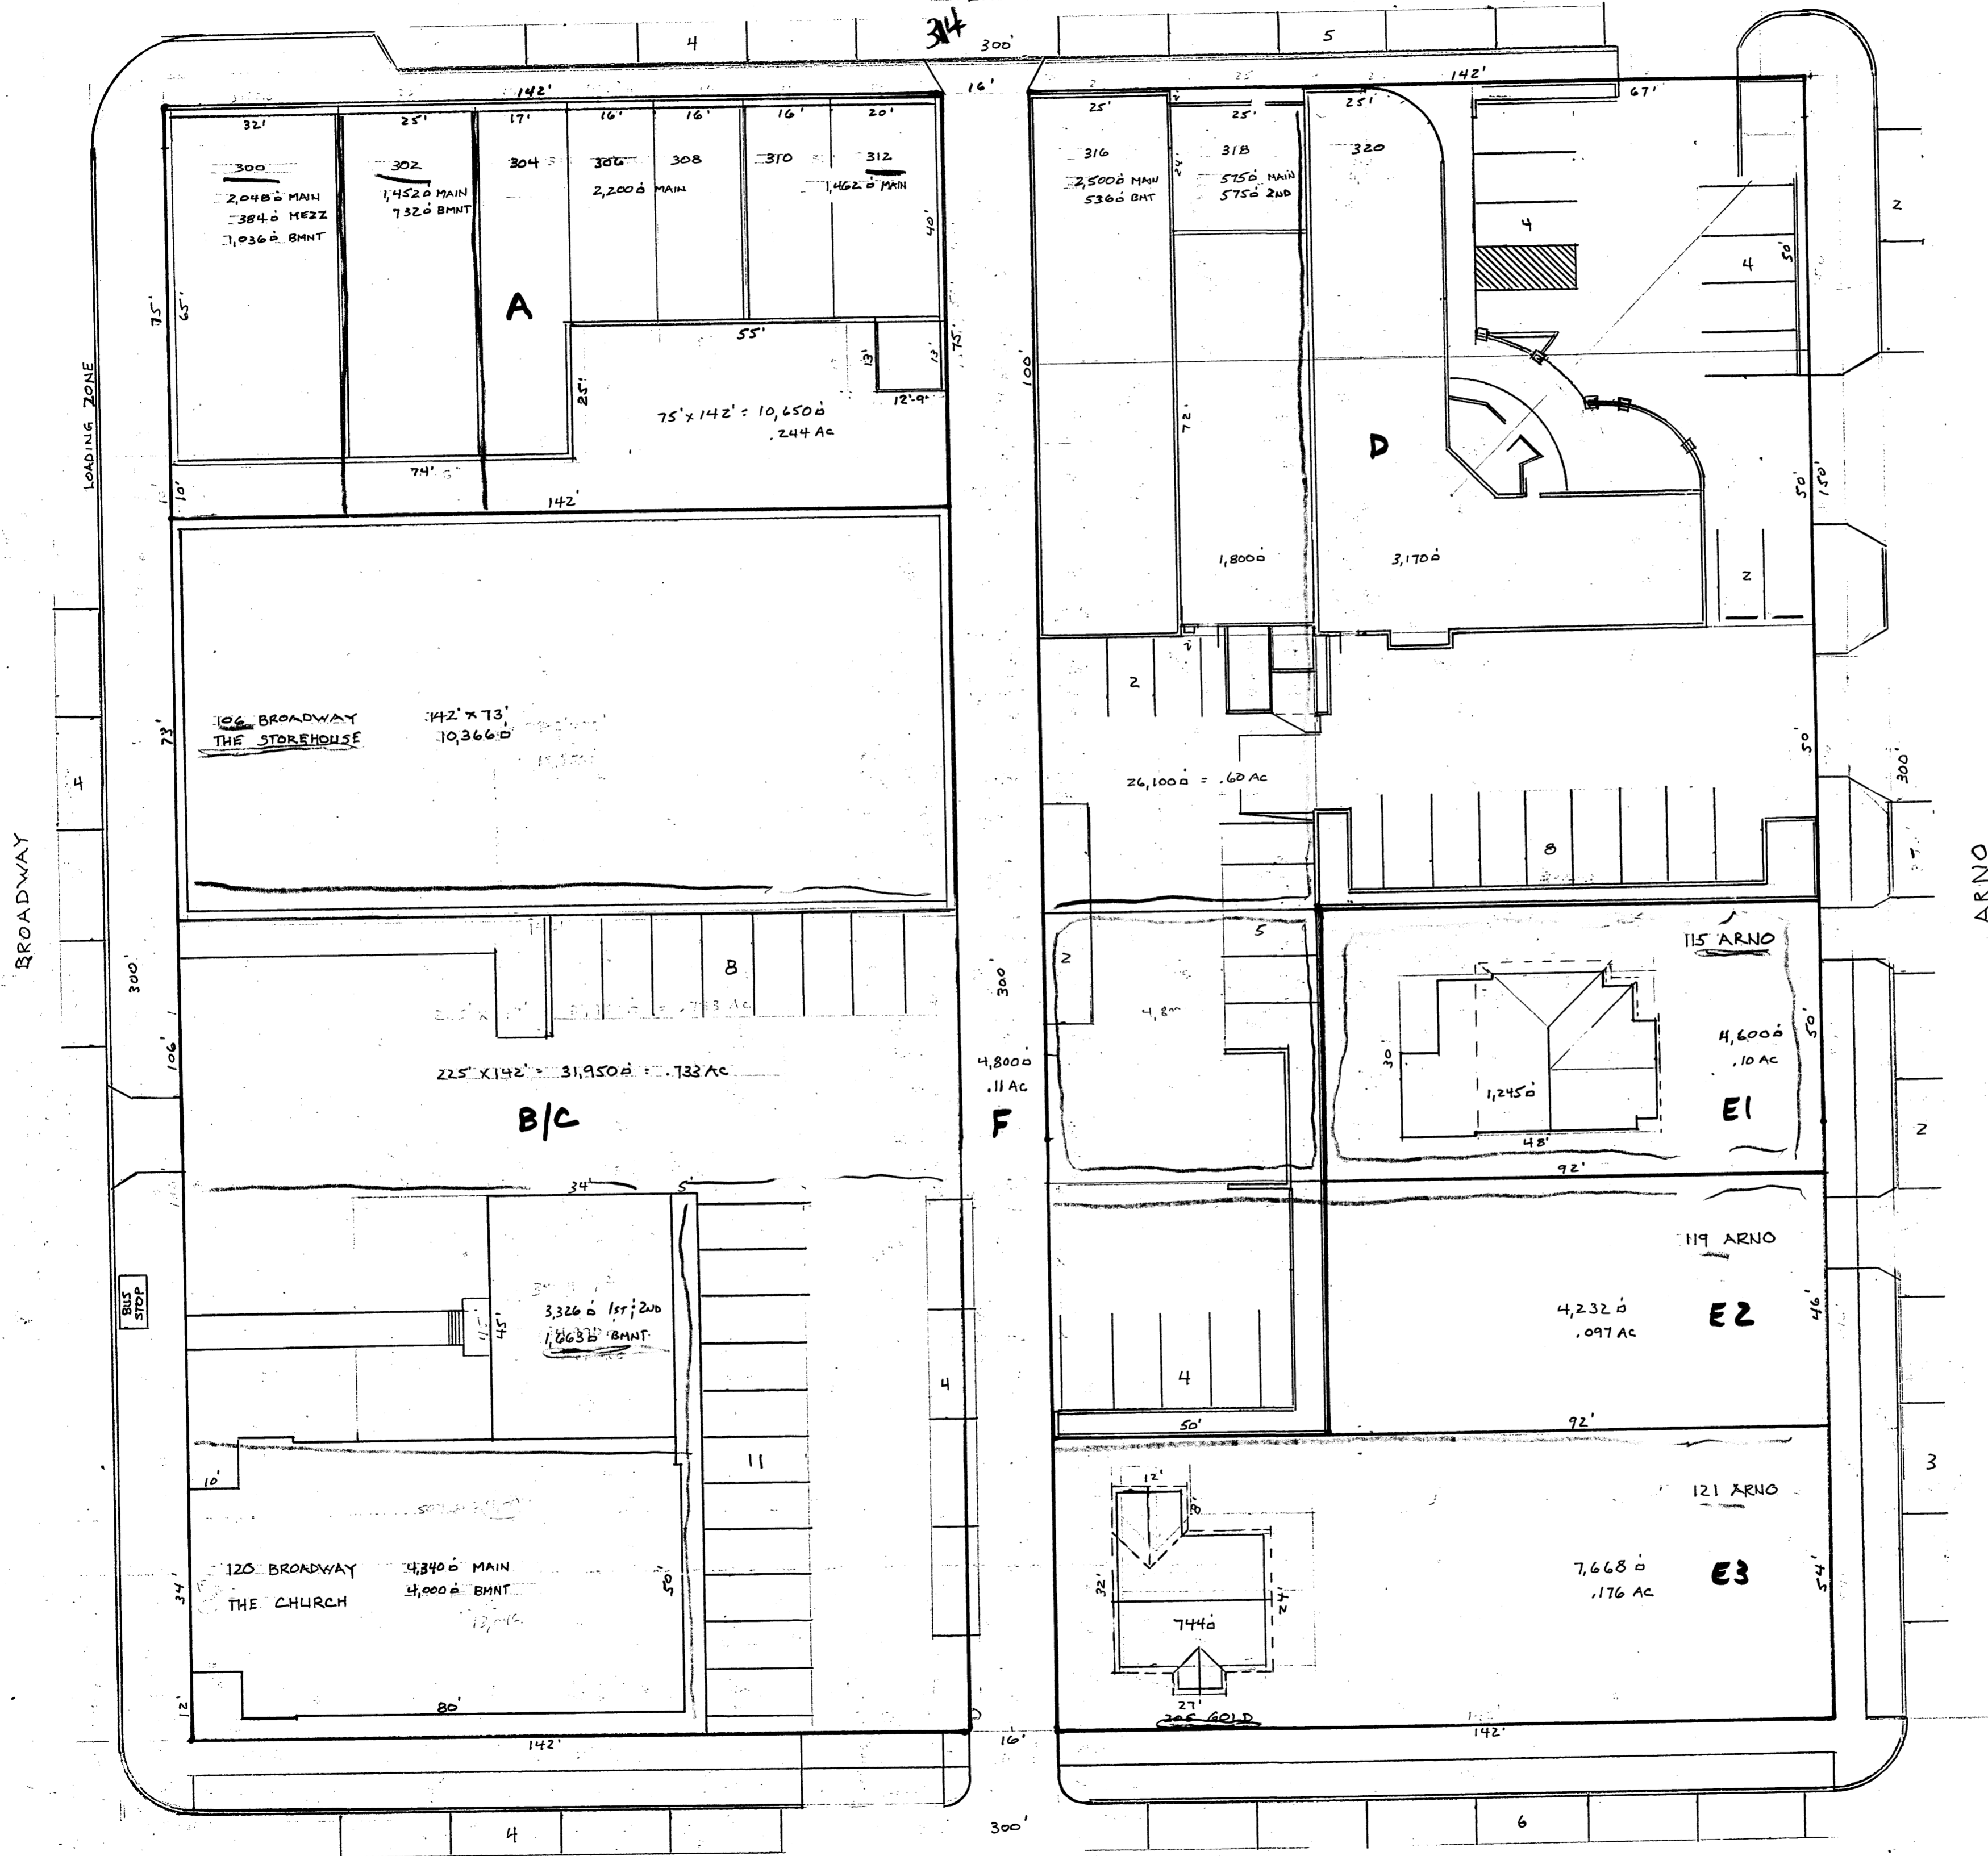 314
4
300'
5
142'
16'
142'
67'
32'
25'
17'
16'
16'
16'
20'
25'
2'
25'
25'
300
302
304
306
308
310
312
316
318
320
2,048□ MAIN
384□ MEZZ
7,036□ BMNT
1,452□ MAIN
732□ BMNT
2,200□ MAIN
1,462□ MAIN
2,500□ MAIN
536□ BMT
575□ MAIN
575□ 2ND
24'
40'
4
4
50'
2
75'
65'
A
55'
13'
13'
75'
12'-9"
25'
100'
72'
D
LOADING ZONE
75' x 142' = 10,650□
.244 AC
74'
10'
142'
50'
150'
1,800□
3,170□
2
2'
2
73'
106 BROADWAY
THE STOREHOUSE
142' x 73'
10,366□
26,100□ = .60 AC
50'
300'
8
4
BROADWAY
ARNO
300'
8
300'
2
5
115 ARNO
106'
225' X 142' = 31,950□ = .733 AC
B/C
4,800□
.11 AC
F
30'
1,245□
4,600□
.10 AC
50'
E1
48'
92'
2
34'
5'
119 ARNO
BUS
STOP
45'
3,326□ 1ST; 2ND
1,663□ BMNT
4
4
4,232□
.097 AC
E2
46'
50'
92'
10'
11
3
12'
8'
121 ARNO
120 BROADWAY
THE CHURCH
4,340□ MAIN
4,000□ BMNT
50'
34'
32'
24'
744□
7,668□
.176 AC
E3
54'
12'
80'
27'
205 GOLD
142'
16'
142'
4
300'
6